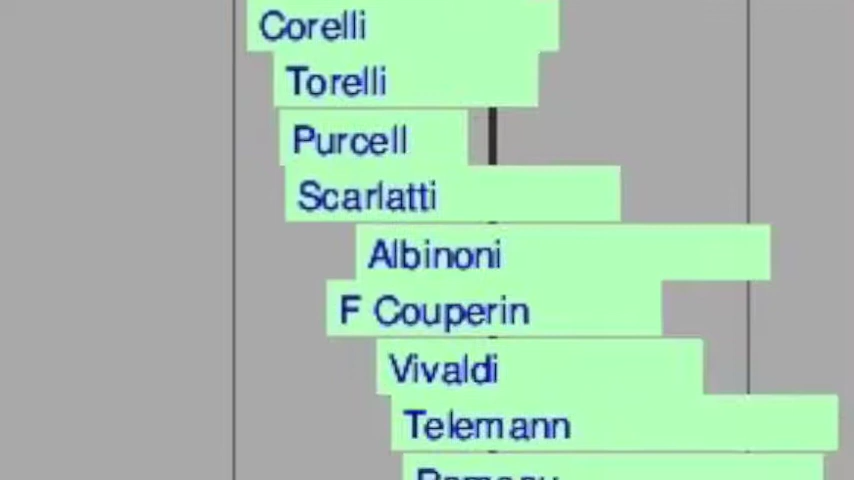 Corelli
Torelli
Purcell
Scarlatti
Albinoni
F Couperin
Vivaldi
Telemann